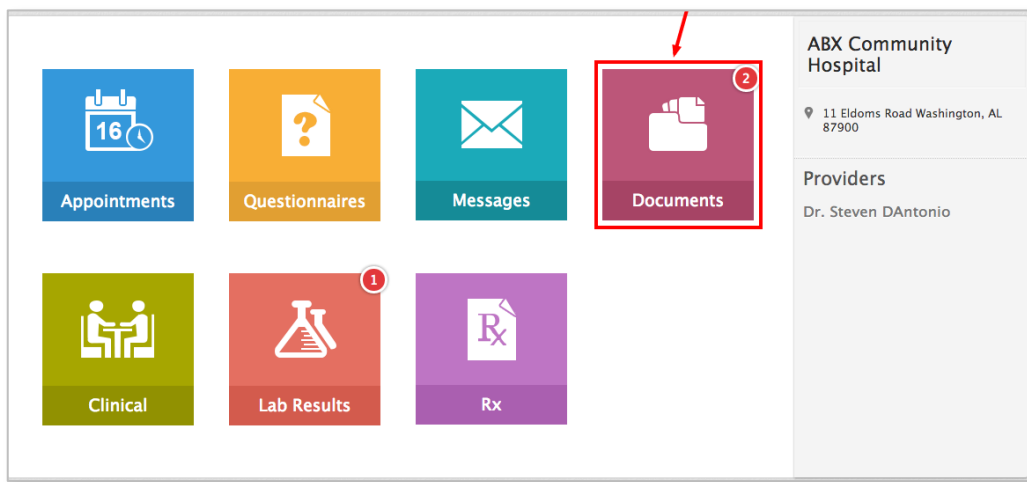 16
?
2
Appointments
Questionnaires
Messages
Documents
1
Rx
Clinical
Lab Results
Rx
ABX Community
Hospital
11 Eldoms Road Washington, AL
87900
Providers
Dr. Steven DAntonio